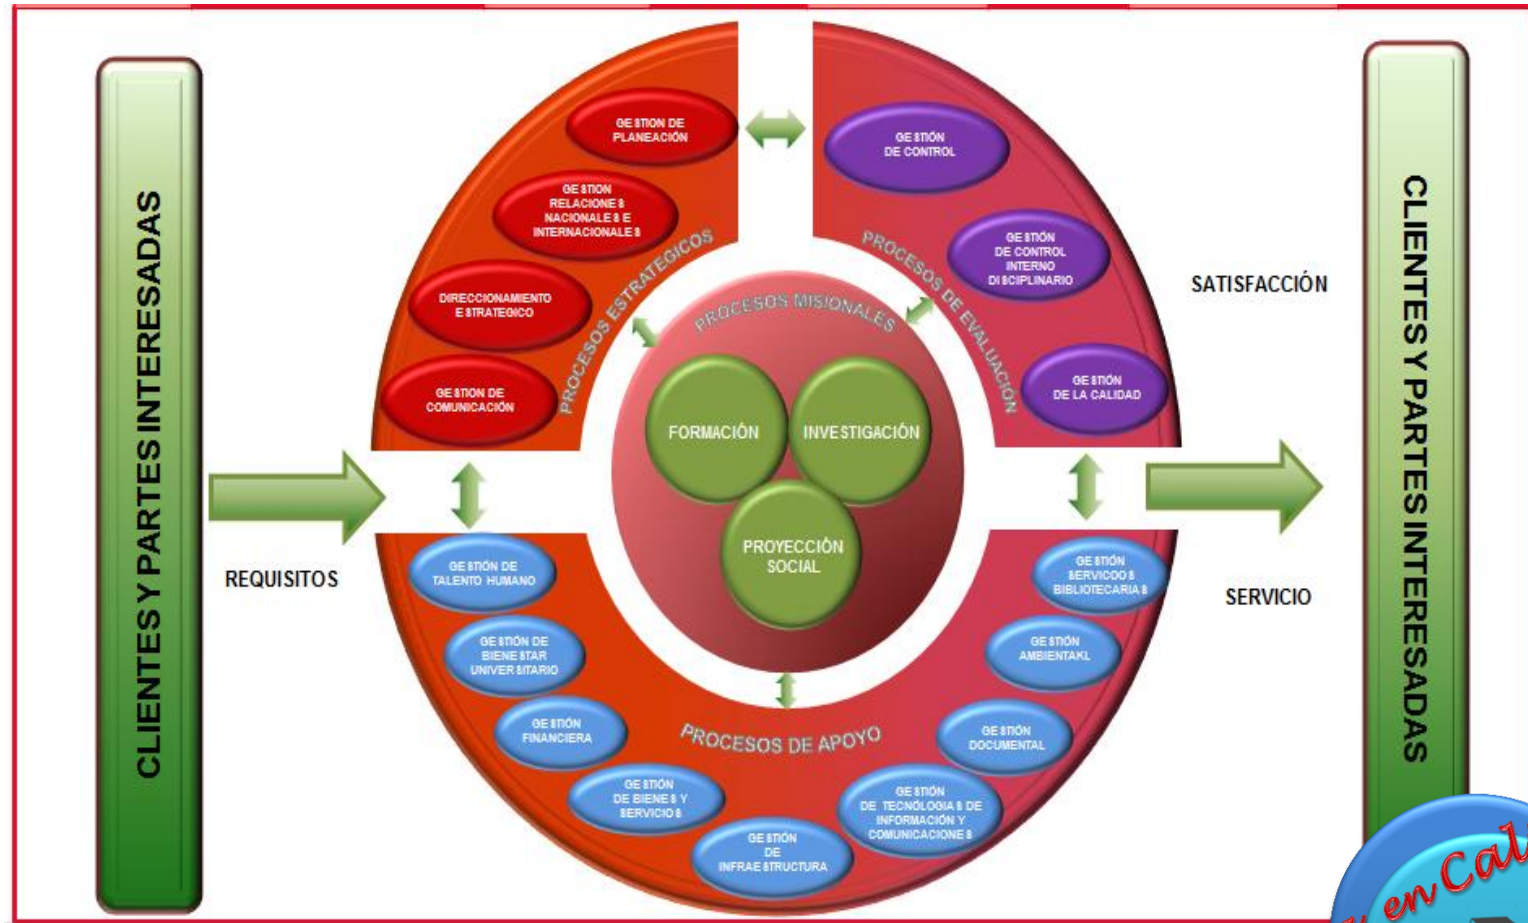 CLIENTES Y PARTES INTERESADAS
REQUISITOS
GESTION DE
PLANEACIÓN
GESTION
RELACIONES
NACIONALES E
INTERNACIONALES
DIRECCIONAMIENTO
ESTRATEGICO
GESTION DE
COMUNICACIÓN
PROCESOS ESTRATEGICOS
GESTIÓN
DE CONTROL
GESTIÓN
DE CONTROL
INTERNO
DISCIPLINARIO
GESTIÓN
DE LA CALIDAD
PROCESOS DE EVALUACIÓN
PROCESOS MISIONALES
FORMACIÓN
INVESTIGACIÓN
PROYECCIÓN
SOCIAL
GESTIÓN DE
TALENTO HUMANO
GESTIÓN DE
BIENESTAR
UNIVERSITARIO
GESTIÓN
FINANCIERA
GESTIÓN
DE BIENES Y
SERVICIOS
GESTIÓN
DE
INFRAESTRUCTURA
GESTIÓN
DE TECNÓLOGIAS DE
INFORMACIÓN Y
COMUNICACIONES
GESTIÓN
DOCUMENTAL
GESTIÓN
AMBIENTAKL
GESTIÓN
SERVICOOS
BIBLIOTECARIAS
PROCESOS DE APOYO
SATISFACCIÓN
SERVICIO
CLIENTES Y PARTES INTERESADAS
en Cal